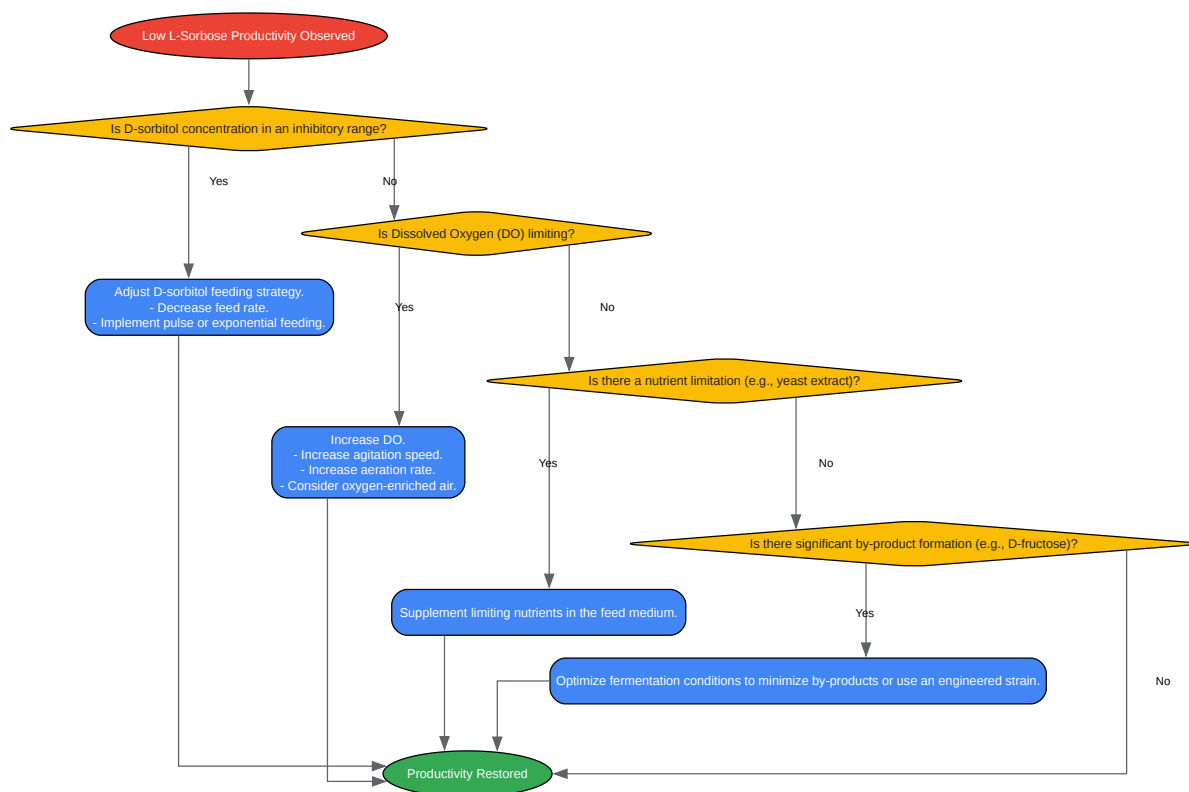 Low L-Sorbose Productivity Observed
Is D-sorbitol concentration in an inhibitory range?
Yes
No
Is Dissolved Oxygen (DO) limiting?
Adjust D-sorbitol feeding strategy.
- Decrease feed rate.
- Implement pulse or exponential feeding.
Yes
No
Is there a nutrient limitation (e.g., yeast extract)?
Increase DO.
- Increase agitation speed.
- Increase aeration rate.
- Consider oxygen-enriched air.
Yes
No
Is there significant by-product formation (e.g., D-fructose)?
Supplement limiting nutrients in the feed medium.
Yes
Optimize fermentation conditions to minimize by-products or use an engineered strain.
No
Productivity Restored